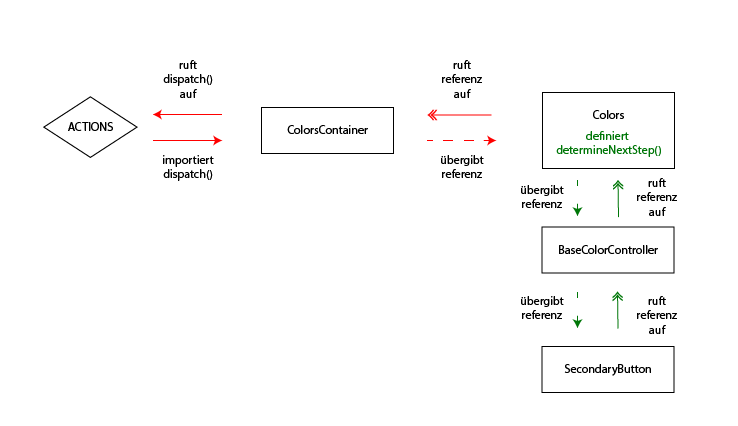 ruft
dispatch()
auf
ACTIONS
importiert
dispatch()
ColorsContainer
ruft
referenz
auf
übergibt
referenz
Colors
definiert
determineNextStep()
übergibt
referenz
ruft
referenz
auf
BaseColorController
übergibt
referenz
ruft
referenz
auf
SecondaryButton